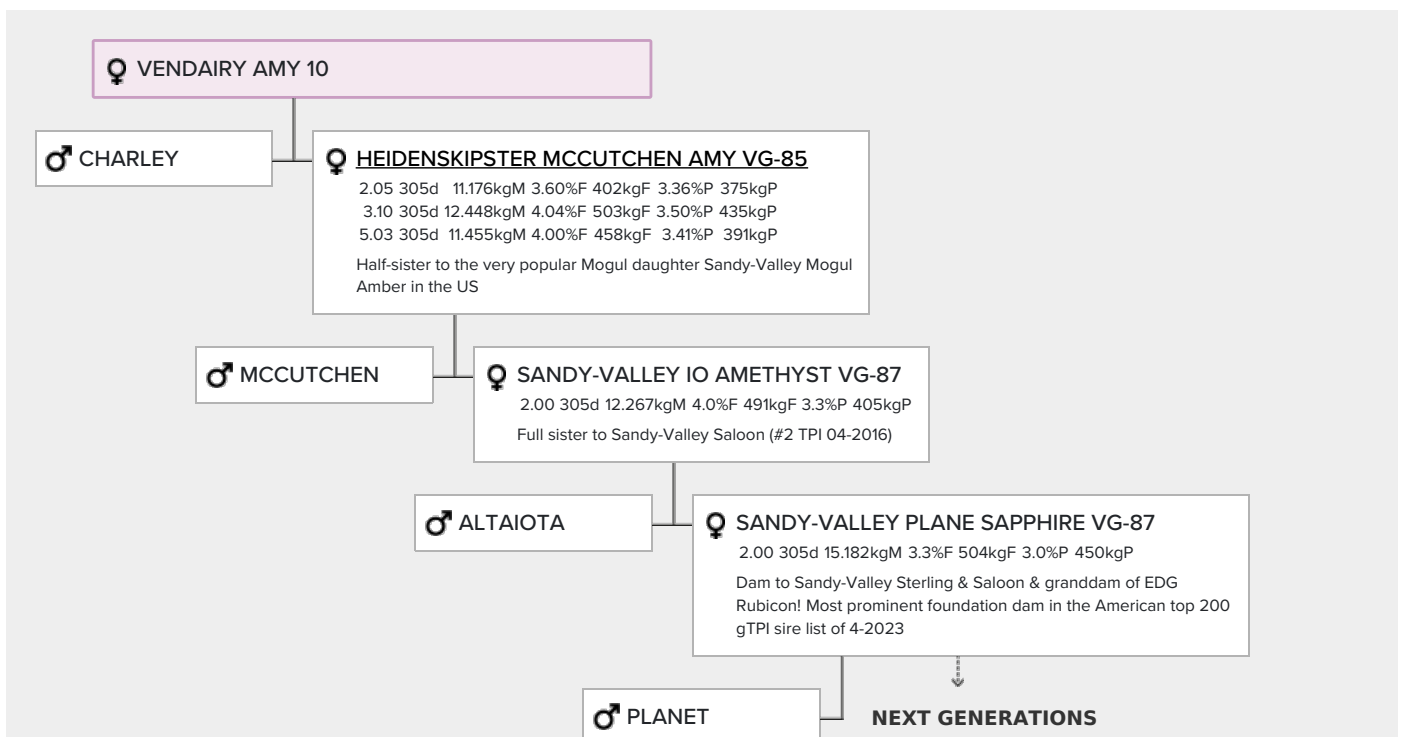 VENDAIRY AMY 10
CHARLEY
HEIDENSKIPSTER MCCUTCHEN AMY VG-85
2.05 305d 11.176kgM 3.60%F 402kgF 3.36%P 375kgP
3.10 305d 12.448kgM 4.04%F 503kgF 3.50%P 435kgP
5.03 305d 11.455kgM 4.00%F 458kgF 3.41%P 391kgP
Half-sister to the very popular Mogul daughter Sandy-Valley Mogul
Amber in the US
MCCUTCHEN
SANDY-VALLEY IO AMETHYST VG-87
2.00 305d 12.267kgM 4.0%F 491kgF 3.3%P 405kgP
Full sister to Sandy-Valley Saloon (#2 TPI 04-2016)
ALTAIOTA
SANDY-VALLEY PLANE SAPPHIRE VG-87
2.00 305d 15.182kgM 3.3%F 504kgF 3.0%P 450kgP
Dam to Sandy-Valley Sterling & Saloon & granddam of EDG
Rubicon! Most prominent foundation dam in the American top 200
gTPI sire list of 4-2023
PLANET
NEXT GENERATIONS